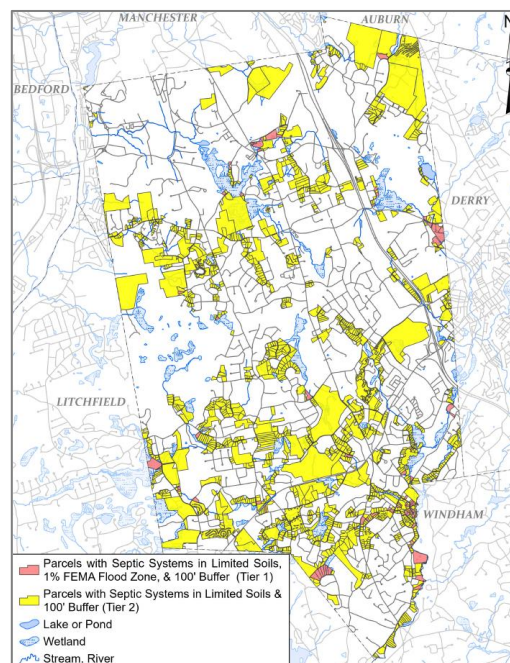 MANCHESTER
AUBURN
N
BEDFORD
DERRY
LITCHFIELD
WINDHAM
Parcels with Septic Systems in Limited Soils,
1% FEMA Flood Zone, & 100' Buffer (Tier 1)
Parcels with Septic Systems in Limited Soils &
100' Buffer (Tier 2)
Lake or Pond
Wetland
Stream, River